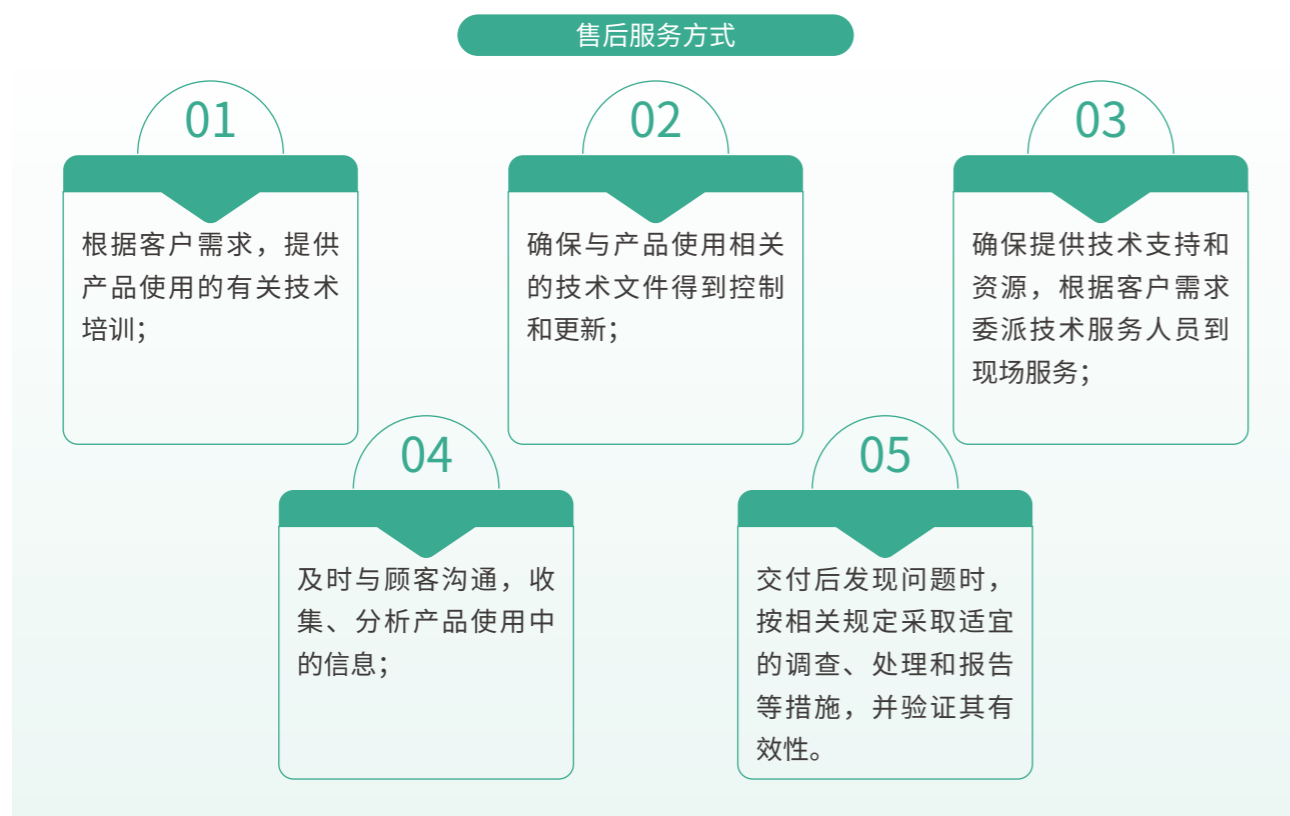 售后服务方式
01
根据客户需求，提供
产品使用的有关技术
培训；
02
确保与产品使用相关
的技术文件得到控制
和更新；
03
确保提供技术支持和
资源，根据客户需求
委派技术服务人员到
现场服务；
04
及时与顾客沟通，收
集、分析产品使用中
的信息；
05
交付后发现问题时，
按相关规定采取适宜
的调查、处理和报告
等措施，并验证其有
效性。